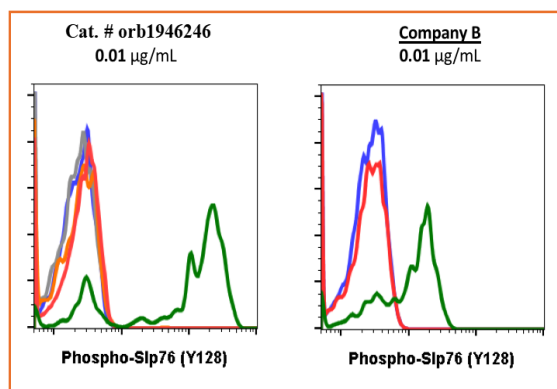 Cat. # orb1946246
0.01 µg/mL
Company B
0.01 µg/mL
Phospho-Slp76 (Y128)
Phospho-Slp76 (Y128)